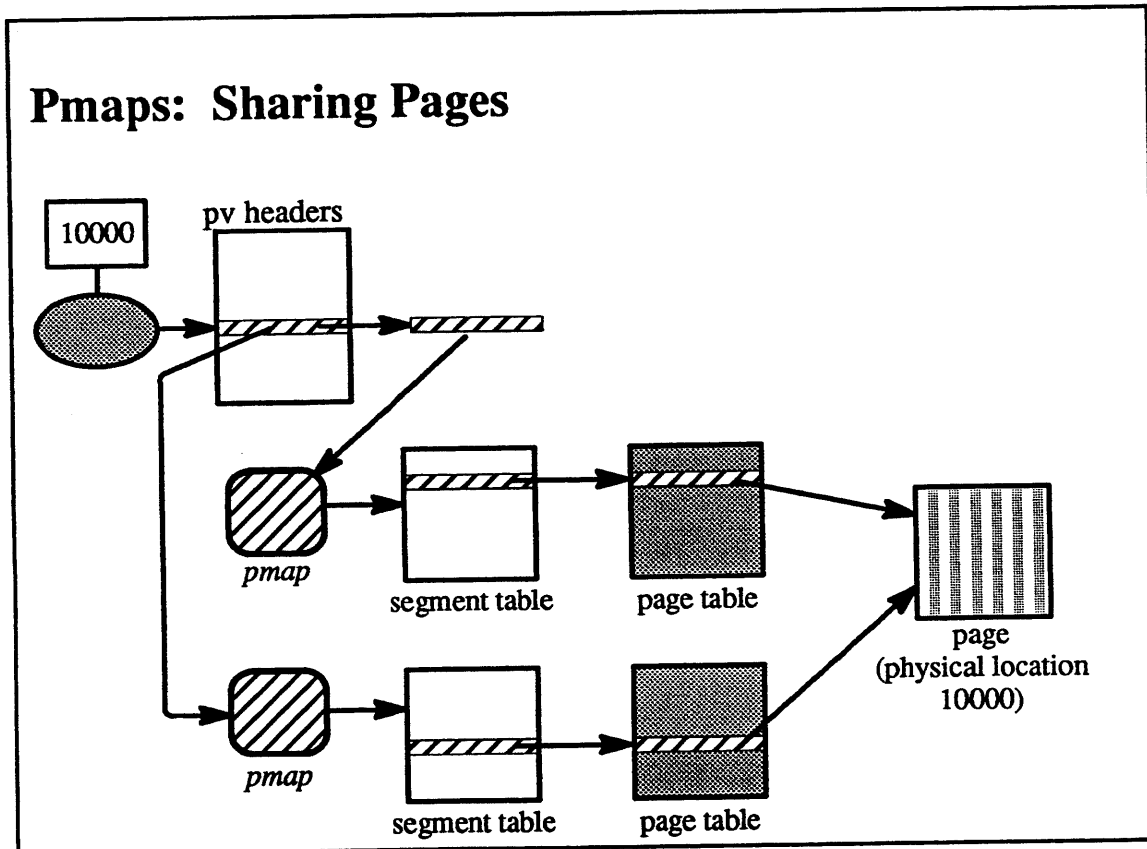 Pmaps: Sharing Pages
10000
pv headers
pmap
segment table
page table
page
(physical location
10000)
pmap
segment table
page table